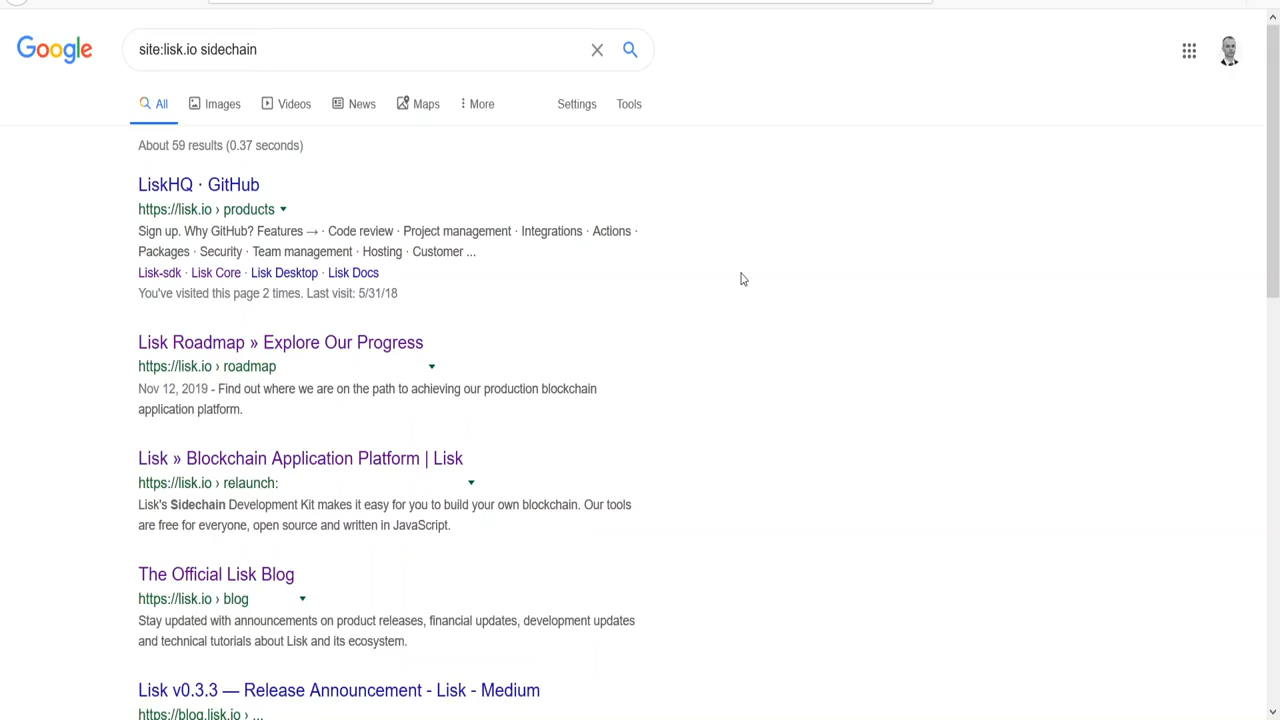 Google
site:lisk.io sidechain
All Images Videos News Maps More Settings Tools
About 59 results (0.37 seconds)
LiskHQ · GitHub
https://lisk.io › products
Sign up. Why GitHub? Features → · Code review · Project management · Integrations · Actions ·
Packages · Security · Team management · Hosting · Customer ...
Lisk-sdk · Lisk Core · Lisk Desktop · Lisk Docs
You've visited this page 2 times. Last visit: 5/31/18
Lisk Roadmap » Explore Our Progress
https://lisk.io › roadmap
Nov 12, 2019 - Find out where we are on the path to achieving our production blockchain
application platform.
Lisk » Blockchain Application Platform | Lisk
https://lisk.io › relaunch:
Lisk's Sidechain Development Kit makes it easy for you to build your own blockchain. Our tools
are free for everyone, open source and written in JavaScript.
The Official Lisk Blog
https://lisk.io › blog
Stay updated with announcements on product releases, financial updates, development updates
and technical tutorials about Lisk and its ecosystem.
Lisk v0.3.3 — Release Announcement - Lisk - Medium
https://blog.lisk.io › ...